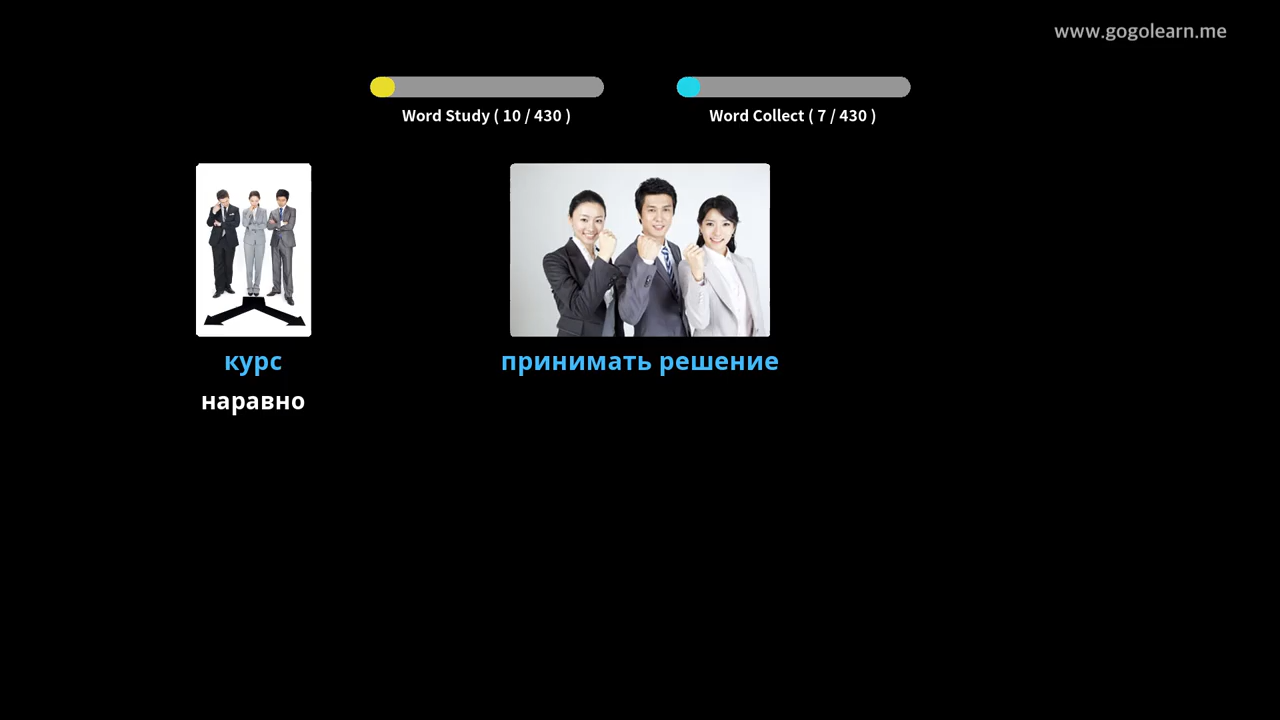 www.gogolearn.me
Word Study ( 10 / 430 )
Word Collect ( 7 / 430 )
курс
наравно
принимать решение